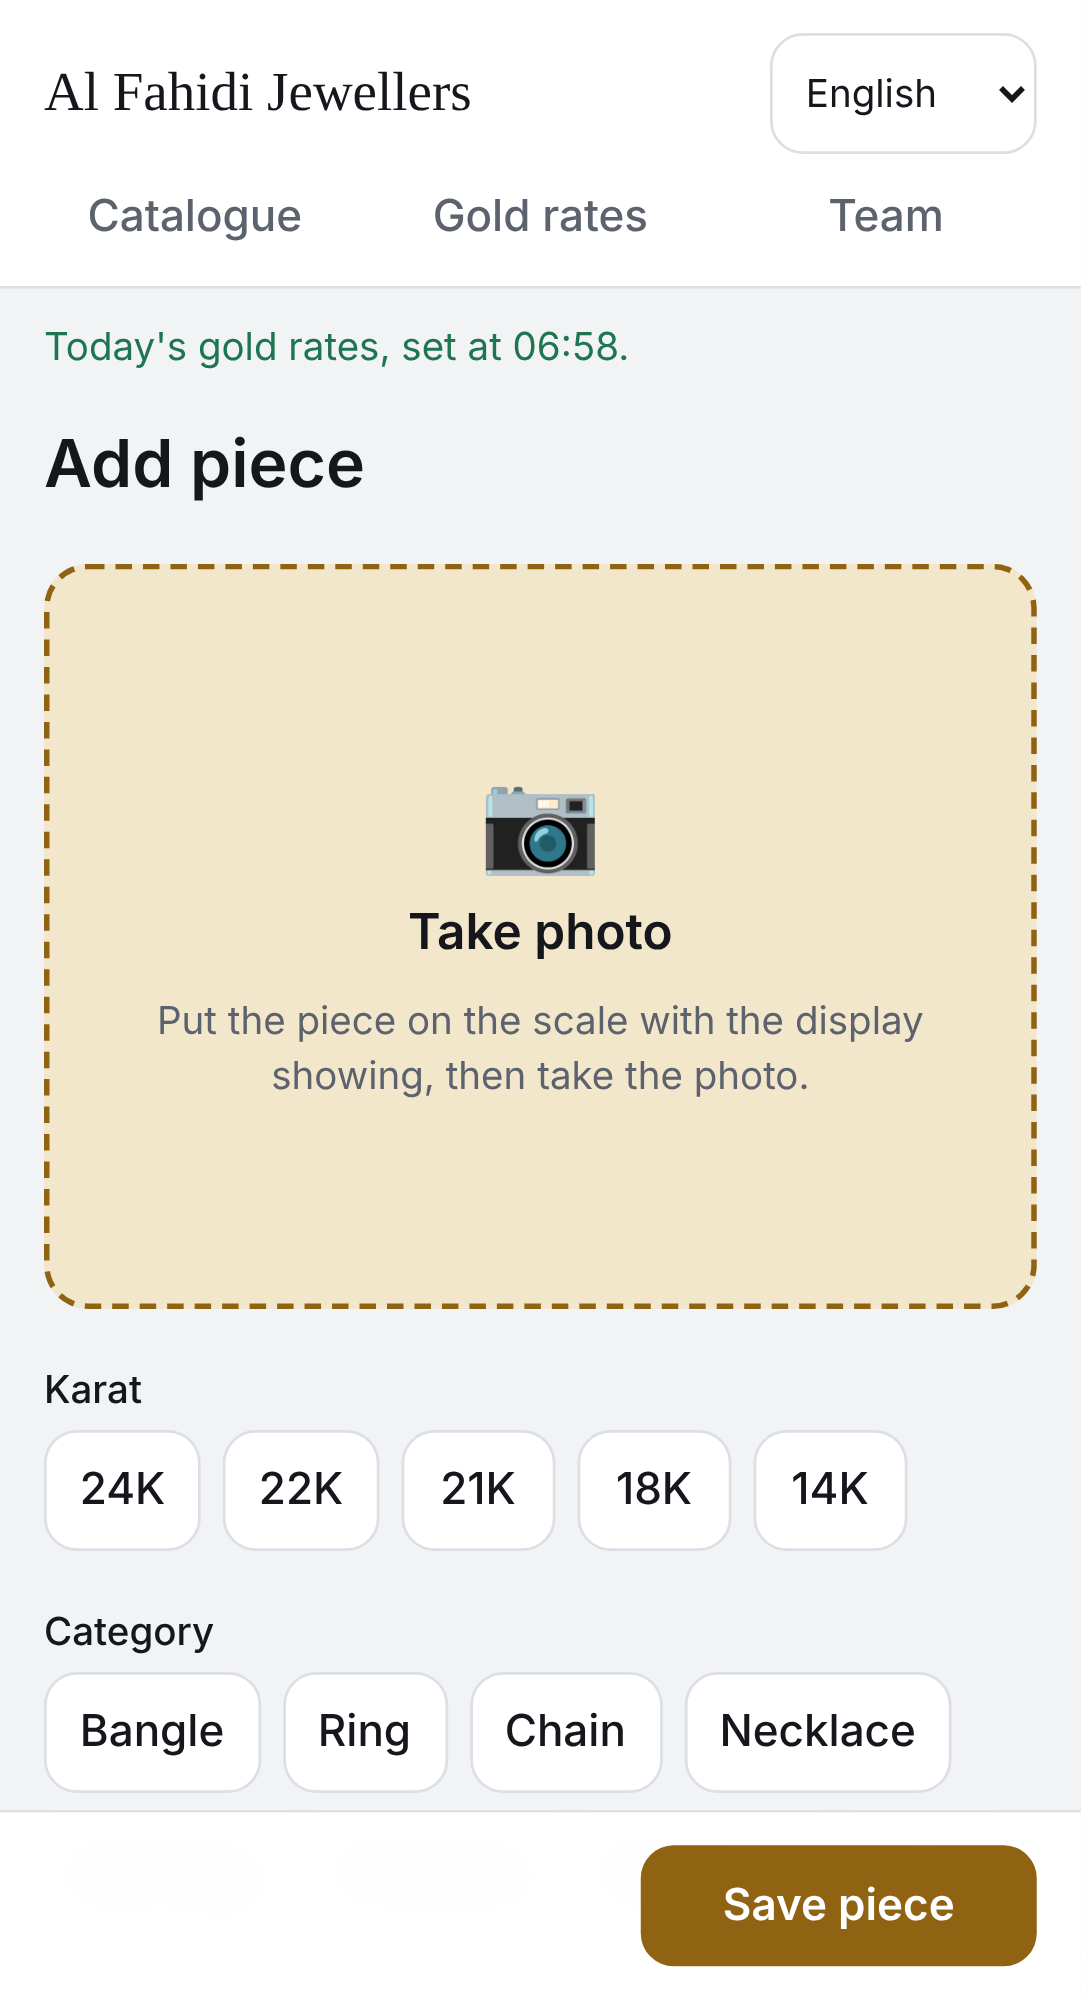 Al Fahidi Jewellers
English
Catalogue
Gold rates
Team
Today's gold rates, set at 06:58.
Add piece
Take photo
Put the piece on the scale with the display
showing, then take the photo.
Karat
24K
22K
21K
18K
14K
Category
Bangle
Ring
Chain
Necklace
Save piece